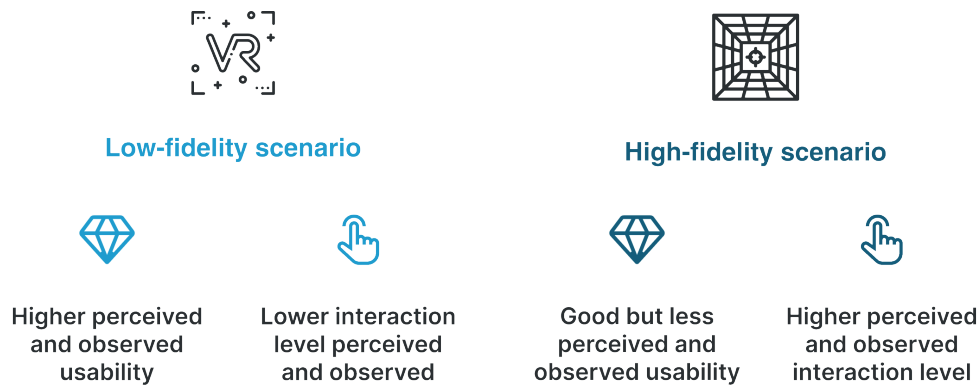 VR
Low-fidelity scenario
High-fidelity scenario
Higher perceived
and observed
usability
Lower interaction
level perceived
and observed
Good but less
perceived and
observed usability
Higher perceived
and observed
interaction level